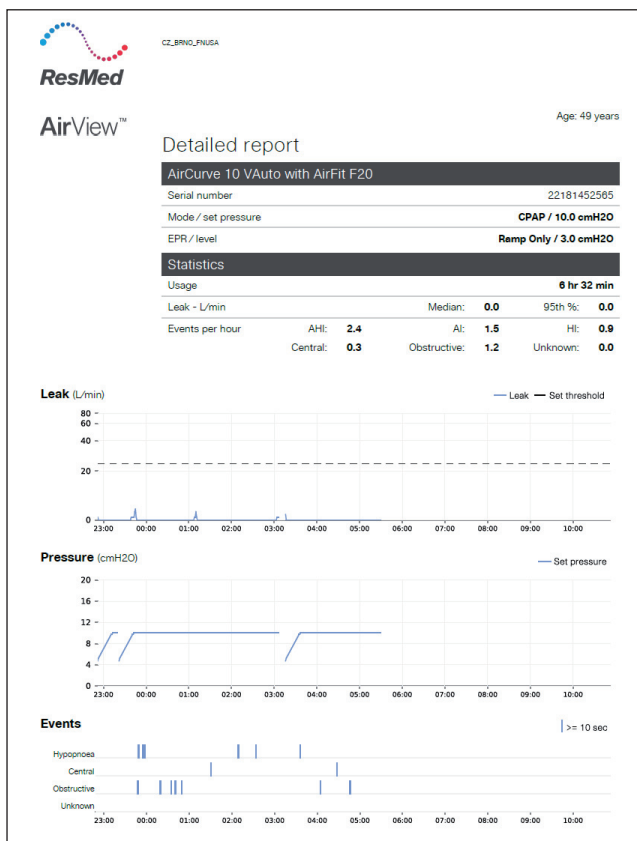 CZ_BRNO_FNUSA
ResMed
AirView™
Age: 49 years
Detailed report
AirCurve 10 VAuto with AirFit F20
Serial number 22181452565
Mode / set pressure CPAP / 10.0 cmH2O
EPR / level Ramp Only / 3.0 cmH2O
Statistics
Usage 6 hr 32 min
Leak - L/min Median: 0.0 95th %: 0.0
Events per hour AHI: 2.4 AI: 1.5 HI: 0.9
Central: 0.3 Obstructive: 1.2 Unknown: 0.0
Leak (L/min) Leak Set threshold
80
60
40
20
0
23:00 00:00 01:00 02:00 03:00 04:00 05:00 06:00 07:00 08:00 09:00 10:00
Pressure (cmH2O) Set pressure
20
16
12
8
4
0
23:00 00:00 01:00 02:00 03:00 04:00 05:00 06:00 07:00 08:00 09:00 10:00
Events >= 10 sec
Hypopnoea
Central
Obstructive
Unknown
23:00 00:00 01:00 02:00 03:00 04:00 05:00 06:00 07:00 08:00 09:00 10:00